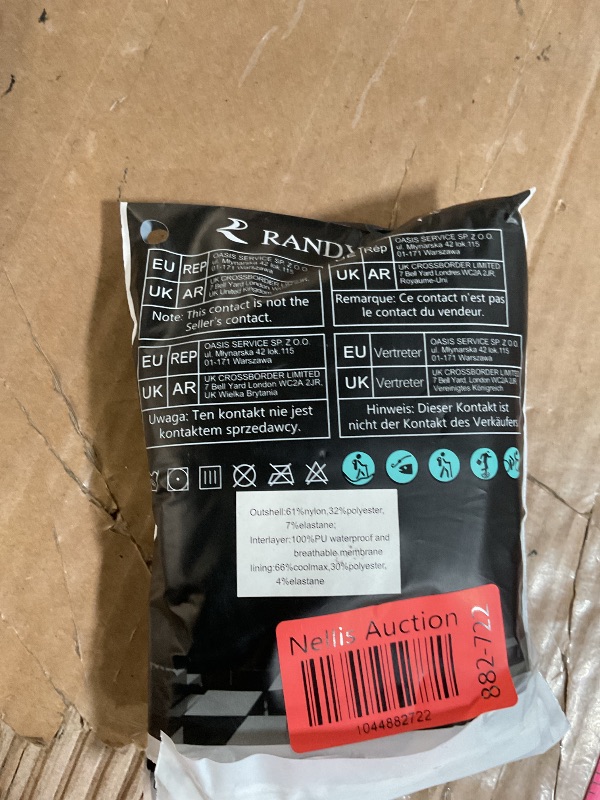 RAND
EU REP OASIS SERVICE SP. Z O.O.
ul. Młynarska 42 lok.115
01-171 Warszawa
UK AR UK CROSSBORDER LIMITED
7 Bell Yard London
UK United Kingdom
Note: This contact is not the
Seller's contact.
Rep OASIS SERVICE SP. Z O.O.
ul. Młynarska 42 lok.115
01-171 Warszawa
UK AR UK CROSSBORDER LIMITED
7 Bell Yard Londres WC2A 2JR,
Royaume-Uni
Remarque: Ce contact n'est pas
le contact du vendeur.
EU REP OASIS SERVICE SP. Z O.O.
ul. Młynarska 42 lok.115
01-171 Warszawa
UK AR UK CROSSBORDER LIMITED
7 Bell Yard London WC2A 2JR,
UK Wielka Brytania
Uwaga: Ten kontakt nie jest
kontaktem sprzedawcy.
EU Vertreter OASIS SERVICE SP. Z O.O.
ul. Młynarska 42 lok.115
01-171 Warszawa
UK Vertreter UK CROSSBORDER LIMITED
7 Bell Yard London, WC2A 2JR,
Vereinigtes Königreich
Hinweis: Dieser Kontakt ist
nicht der Kontakt des Verkäufers
Outshell:61%nylon,32%polyester,
7%elastane;
Interlayer:100%PU waterproof and
breathable membrane
lining:66%coolmax,30%polyester,
4%elastane
Nellis Auction
1044882722
882-722